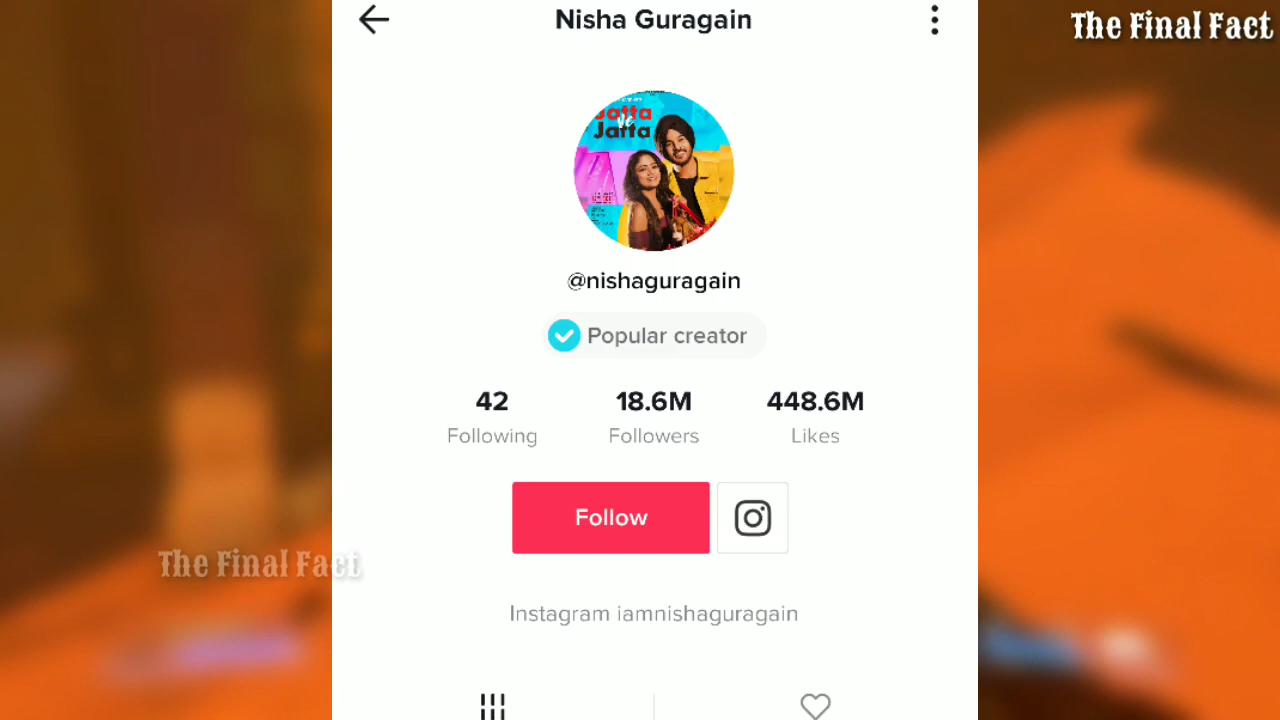 Nisha Guragain
The Final Fact
Jatta
Ve
Jatta
@nishaguragain
Popular creator
42
18.6M
448.6M
Following
Followers
Likes
Follow
The Final Fact
Instagram iamnishaguragain